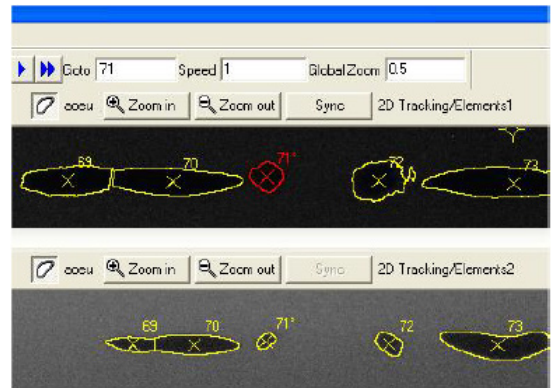 Goto 71 Speed 1 Global Zoom 0.5
Zoom in Zoom out Sync 2D Tracking/Elements1
69 70 71* 72 73
Zoom in Zoom out Sync 2D Tracking/Elements2
69 70 71* 72 73